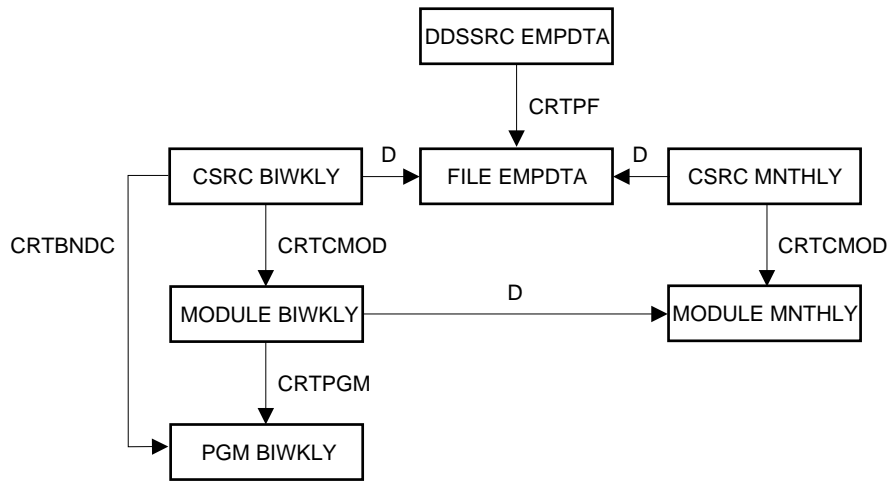 DDSSRC EMPDTA
CRTPF
CSRC BIWKLY
D
FILE EMPDTA
D
CSRC MNTHLY
CRTBNDC
CRTCMOD
CRTCMOD
MODULE BIWKLY
D
MODULE MNTHLY
CRTPGM
PGM BIWKLY